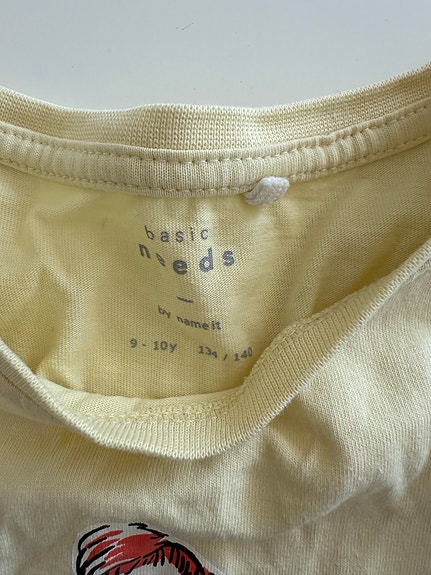 basic
needs
—
by name it
9 - 10y 134 / 140